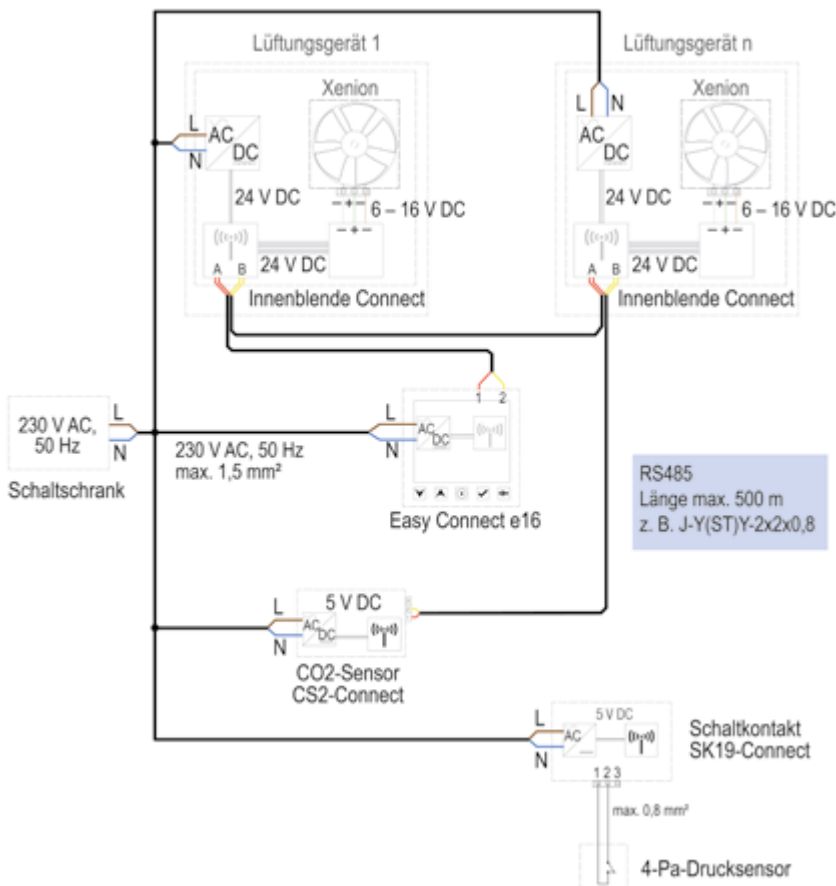 Lüftungsgerät 1
Lüftungsgerät n
Xenion
Xenion
L
N
AC
DC
L N
AC
DC
24 V DC
6 – 16 V DC
24 V DC
A B
Innenblende Connect
24 V DC
6 – 16 V DC
24 V DC
A B
Innenblende Connect
1 2
230 V AC,
50 Hz
L
N
Schaltschrank
230 V AC, 50 Hz
max. 1,5 mm²
L
N
AC
DC
Easy Connect e16
RS485
Länge max. 500 m
z. B. J-Y(ST)Y-2x2x0,8
L
N
5 V DC
AC
DC
CO2-Sensor
CS2-Connect
L
N
5 V DC
AC
1 2 3
Schaltkontakt
SK19-Connect
max. 0,8 mm²
4-Pa-Drucksensor